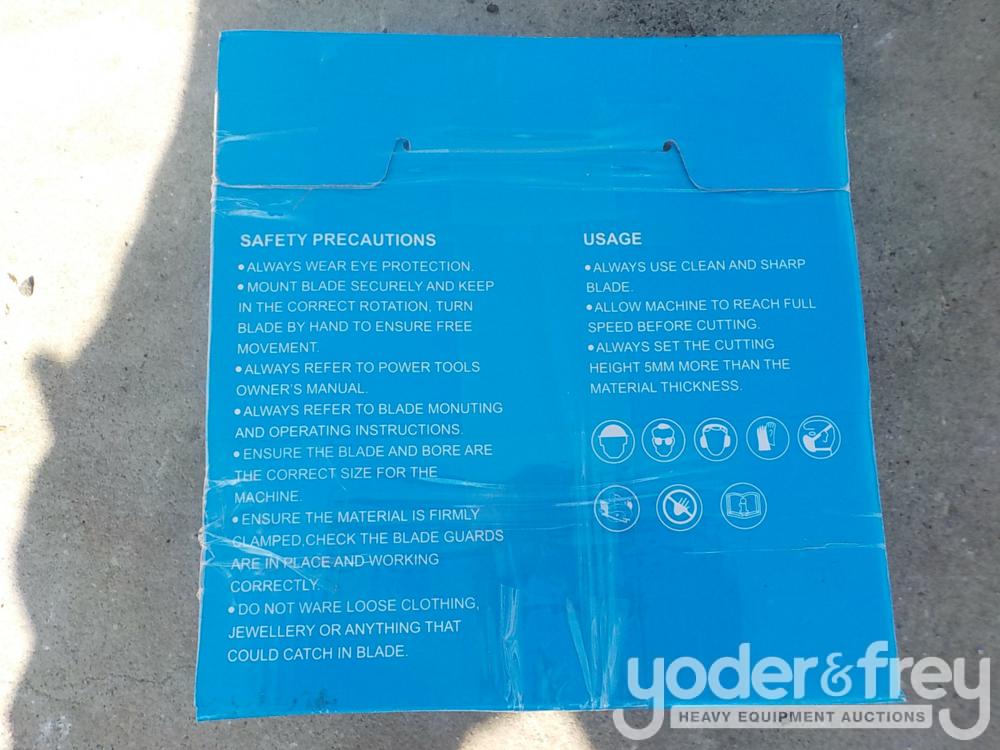 SAFETY PRECAUTIONS
• ALWAYS WEAR EYE PROTECTION.
• MOUNT BLADE SECURELY AND KEEP
IN THE CORRECT ROTATION, TURN
BLADE BY HAND TO ENSURE FREE
MOVEMENT.
• ALWAYS REFER TO POWER TOOLS
OWNER'S MANUAL.
• ALWAYS REFER TO BLADE MONUTING
AND OPERATING INSTRUCTIONS.
• ENSURE THE BLADE AND BORE ARE
THE CORRECT SIZE FOR THE
MACHINE.
• ENSURE THE MATERIAL IS FIRMLY
CLAMPED,CHECK THE BLADE GUARDS
ARE IN PLACE AND WORKING
CORRECTLY.
• DO NOT WARE LOOSE CLOTHING,
JEWELLERY OR ANYTHING THAT
COULD CATCH IN BLADE.
USAGE
• ALWAYS USE CLEAN AND SHARP
BLADE.
• ALLOW MACHINE TO REACH FULL
SPEED BEFORE CUTTING.
• ALWAYS SET THE CUTTING
HEIGHT 5MM MORE THAN THE
MATERIAL THICKNESS.
yoder&frey
HEAVY EQUIPMENT AUCTIONS